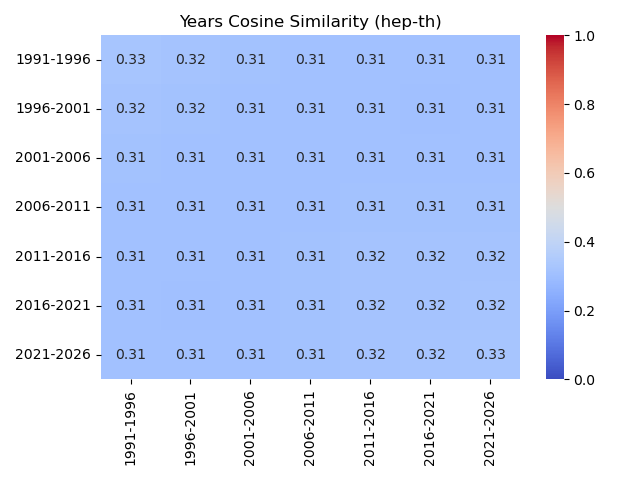 Years Cosine Similarity (hep-th)
1991-1996 0.33 0.32 0.31 0.31 0.31 0.31 0.31
1996-2001 0.32 0.32 0.31 0.31 0.31 0.31 0.31
2001-2006 0.31 0.31 0.31 0.31 0.31 0.31 0.31
2006-2011 0.31 0.31 0.31 0.31 0.31 0.31 0.31
2011-2016 0.31 0.31 0.31 0.31 0.32 0.32 0.32
2016-2021 0.31 0.31 0.31 0.31 0.32 0.32 0.32
2021-2026 0.31 0.31 0.31 0.31 0.32 0.32 0.33
1991-1996 1996-2001 2001-2006 2006-2011 2011-2016 2016-2021 2021-2026
1.0
0.8
0.6
0.4
0.2
0.0